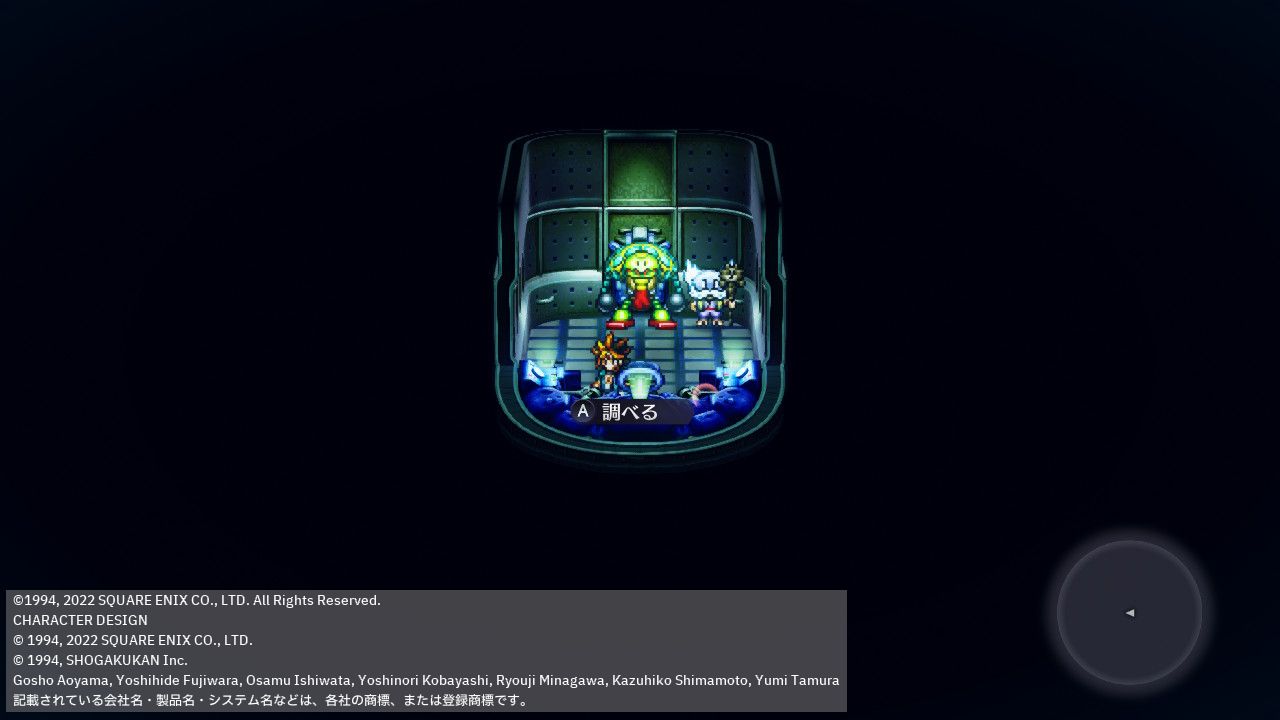 A 調べる
©1994, 2022 SQUARE ENIX CO., LTD. All Rights Reserved.
CHARACTER DESIGN
© 1994, 2022 SQUARE ENIX CO., LTD.
© 1994, SHOGAKUKAN Inc.
Gosho Aoyama, Yoshihide Fujiwara, Osamu Ishiwata, Yoshinori Kobayashi, Ryouji Minagawa, Kazuhiko Shimamoto, Yumi Tamura
記載されている会社名・製品名・システム名などは、各社の商標、または登録商標です。